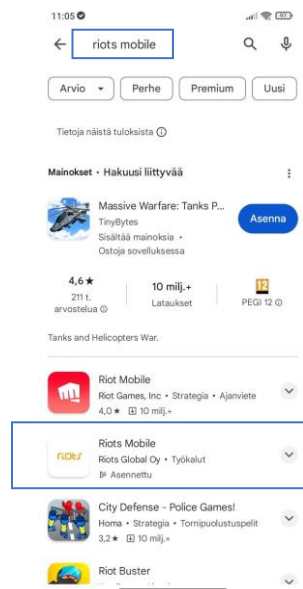 11:05
riots mobile
Arvio
Perhe
Premium
Uusi
Tietoja näistä tuloksista
Mainokset • Hakuusi liittyvää
Massive Warfare: Tanks P...
TinyBytes
Asenna
Sisältää mainoksia •
Ostoja sovelluksessa
4,6 ★
10 milj.+
12
211 t.
arvostelua
Lataukset
PEGI 12
Tanks and Helicopters War.
Riot Mobile
Riot Games, Inc • Strategia • Ajanviete
4,0 ★ 10 milj.+
Riots Mobile
riots
Riots Global Oy • Työkalut
Asennettu
City Defense - Police Games!
Homa • Strategia • Tornipuolustuspelit
3,2 ★ 10 milj.+
Riot Buster